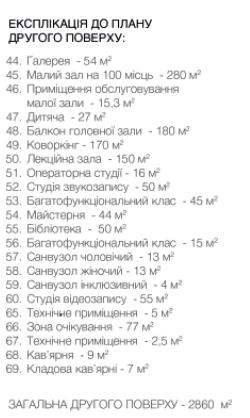 ЕКСПЛІКАЦІЯ ДО ПЛАНУ
ДРУГОГО ПОВЕРХУ:
44. Галерея - 54 м²
45. Малий зал на 100 місць - 280 м²
46. Приміщення обслуговування
малої зали - 15,3 м²
47. Дитяча - 27 м²
48. Балкон головної зали - 180 м²
49. Коворкінг - 170 м²
50. Лекційна зала - 150 м²
51. Операторна студії - 16 м²
52. Студія звукозапису - 50 м²
53. Багатофункціональний клас - 45 м²
54. Майстерня - 44 м²
55. Бібліотека - 50 м²
56. Багатофункціональний клас - 15 м²
57. Санвузол чоловічий - 13 м²
58. Санвузол жіночий - 13 м²
59. Санвузол інклюзивний - 4 м²
60. Студія відеозапису - 55 м²
65. Технічне приміщення - 5 м²
66. Зона очікування - 77 м²
67. Технічне приміщення - 2,5 м²
68. Кав'ярня - 9 м²
69. Кладова кав'ярні - 7 м²
ЗАГАЛЬНА ДРУГОГО ПОВЕРХУ - 2860 м²